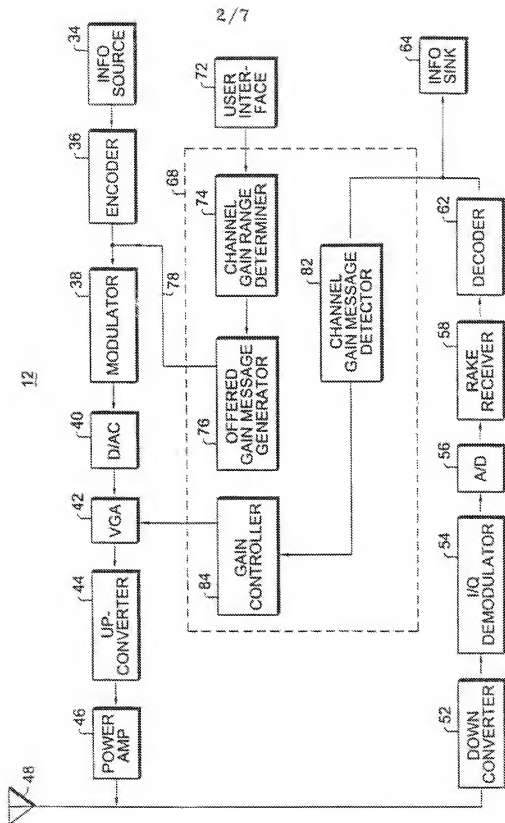 2/7
12
34
INFO
SOURCE
36
ENCODER
38
MODULATOR
40
D/AC
42
VGA
44
UP-
CONVERTER
46
POWER
AMP
48
72
USER
INTER-
FACE
68
74
CHANNEL
GAIN RANGE
DETERMINER
78
76
OFFERED
GAIN MESSAGE
GENERATOR
84
GAIN
CONTROLLER
82
CHANNEL
GAIN MESSAGE
DETECTOR
64
INFO
SINK
62
DECODER
58
RAKE
RECEIVER
56
A/D
54
I/Q
DEMODULATOR
52
DOWN
CONVERTER